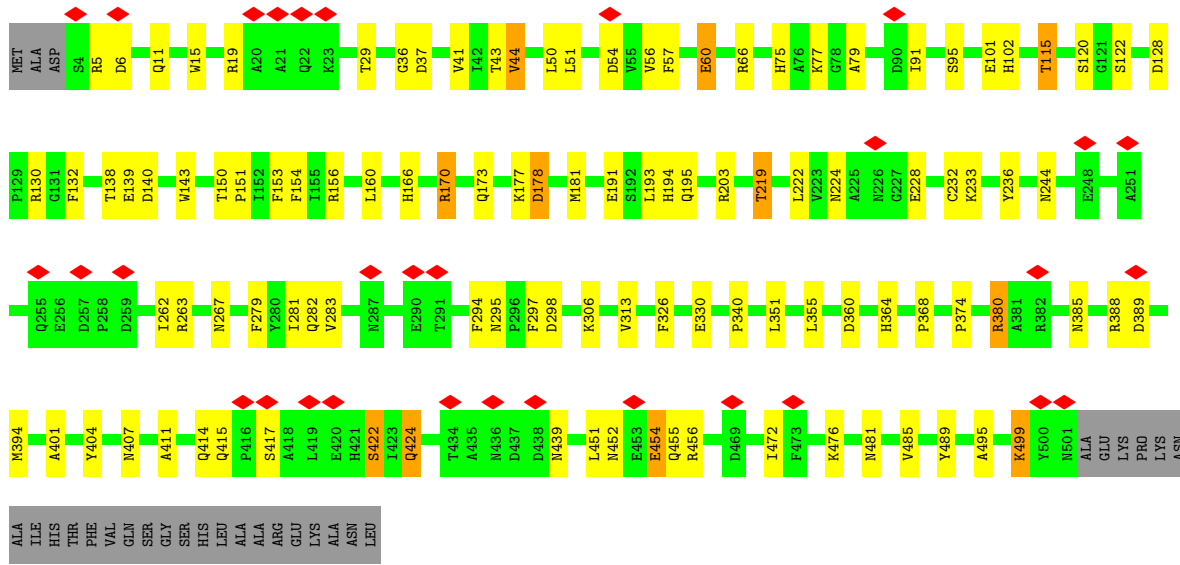 MET ALA ASP S4 R5 D6 Q11 W15 R19 A20 A21 Q22 K23 T29 G36 D37 V41 I42 T43 V44 L50 L51 D54 V55 V56 F57 E60 R66 H75 A76 K77 G78 A79 D90 I91 S95 E101 H102 T115 S120 G121 S122 D128
P129 R130 G131 F132 T138 E139 D140 W143 T150 P151 I152 F153 F154 I155 R156 L160 H166 R170 Q173 K177 D178 M181 E191 S192 L193 H194 Q195 R203 T219 L222 V223 N224 A225 N226 G227 E228 C232 K233 Y236 N244 E248 A251
Q255 E256 D257 P258 D259 I262 R263 N267 F279 Y280 I281 Q282 V283 N287 E290 T291 F294 N295 P296 F297 D298 K306 V313 F326 E330 P340 L351 L355 D360 H364 P368 P374 R380 A381 R382 N385 R388 D389
M394 A401 Y404 N407 A411 Q414 Q415 P416 S417 A418 L419 E420 H421 S422 I423 Q424 T434 A435 N436 D437 D438 N439 L451 N452 E453 E454 Q455 R456 D469 I472 F473 K476 N481 V485 Y489 A495 K499 Y500 N501 ALA GLU LYS PRO LYS ASN
ALA ILE HIS THR PHE VAL GLN SER GLY SER HIS LEU ALA ALA ARG GLU LYS ALA ASN LEU